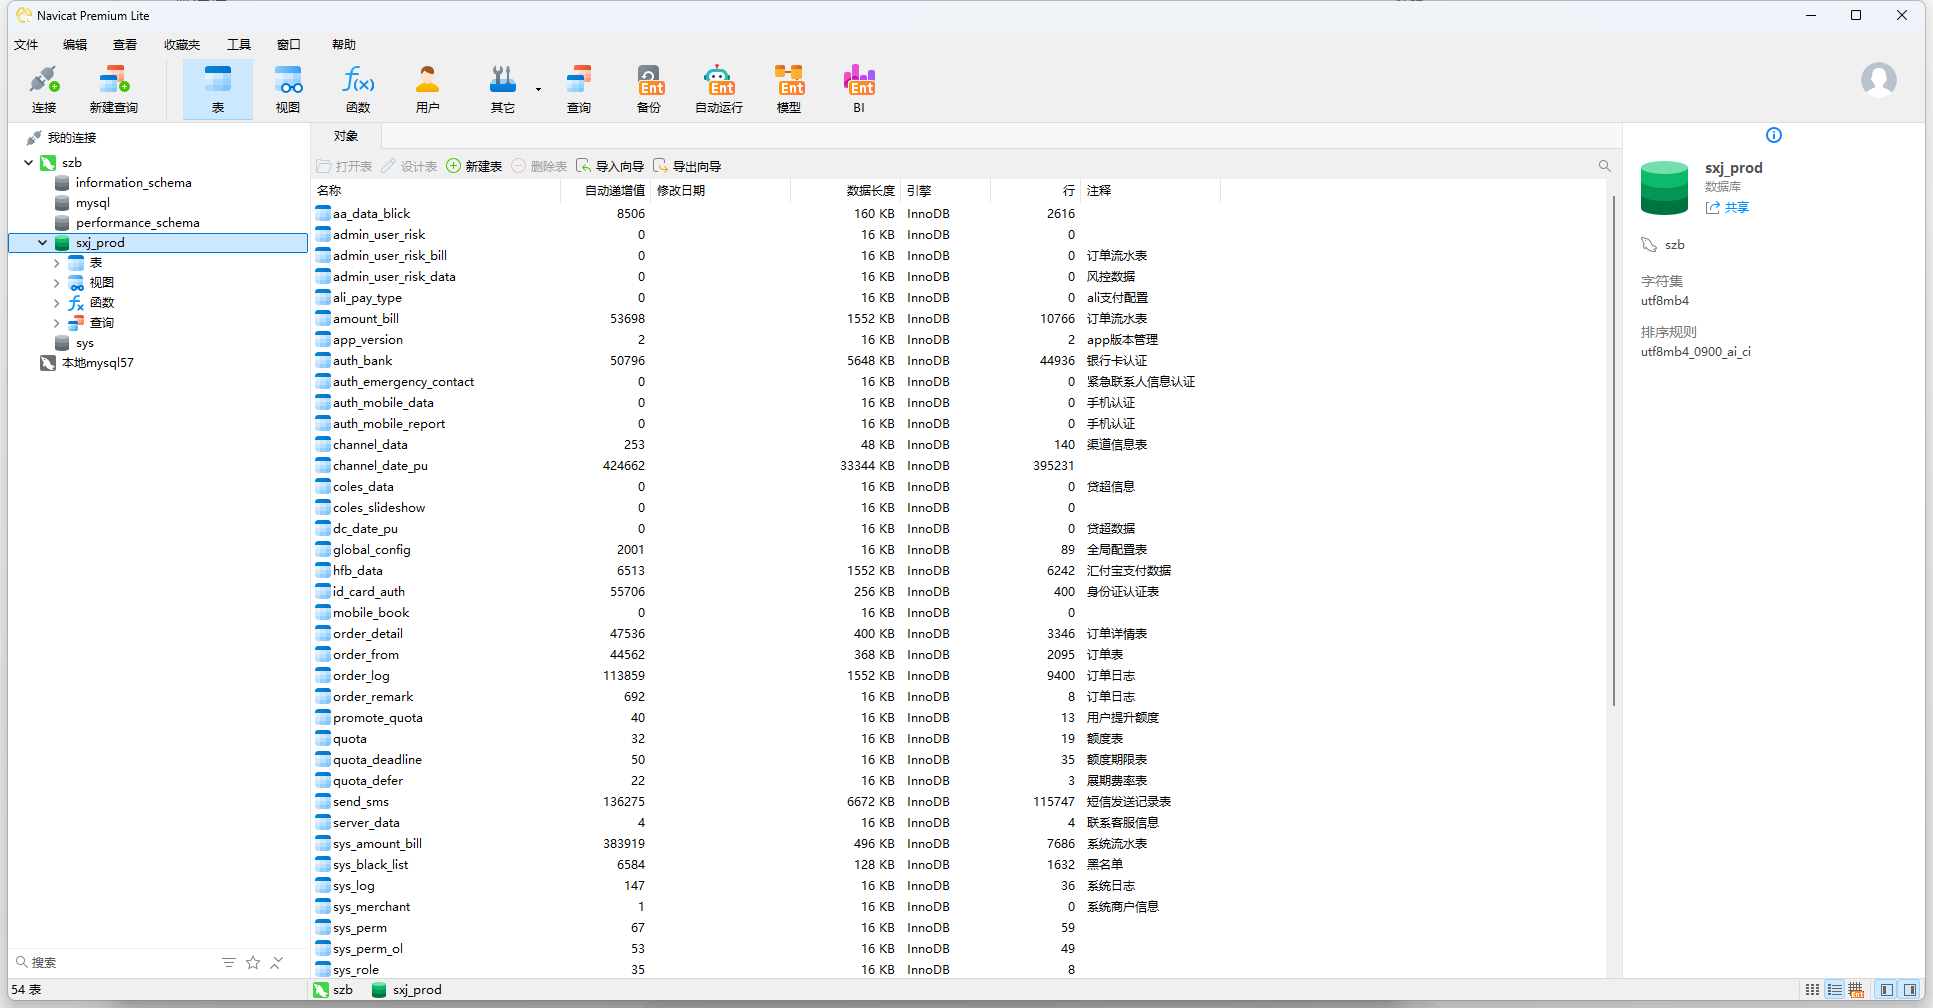 Navicat Premium Lite
文件 编辑 查看 收藏夹 工具 窗口 帮助
连接 新建查询 表 视图 函数 用户 其它 查询 备份 自动运行 模型 BI
Ent Ent Ent Ent
我的连接
szb
information_schema
mysql
performance_schema
sxj_prod
表
视图
函数
查询
sys
本地mysql57
搜索
对象
打开表 设计表 新建表 删除表 导入向导 导出向导
名称 自动递增值 修改日期 数据长度 引擎 行 注释
aa_data_blick 8506 160 KB InnoDB 2616
admin_user_risk 0 16 KB InnoDB 0
admin_user_risk_bill 0 16 KB InnoDB 0 订单流水表
admin_user_risk_data 0 16 KB InnoDB 0 风控数据
ali_pay_type 0 16 KB InnoDB 0 ali支付配置
amount_bill 53698 1552 KB InnoDB 10766 订单流水表
app_version 2 16 KB InnoDB 2 app版本管理
auth_bank 50796 5648 KB InnoDB 44936 银行卡认证
auth_emergency_contact 0 16 KB InnoDB 0 紧急联系人信息认证
auth_mobile_data 0 16 KB InnoDB 0 手机认证
auth_mobile_report 0 16 KB InnoDB 0 手机认证
channel_data 253 48 KB InnoDB 140 渠道信息表
channel_date_pu 424662 33344 KB InnoDB 395231
coles_data 0 16 KB InnoDB 0 贷超信息
coles_slideshow 0 16 KB InnoDB 0
dc_date_pu 0 16 KB InnoDB 0 贷超数据
global_config 2001 16 KB InnoDB 89 全局配置表
hfb_data 6513 1552 KB InnoDB 6242 汇付宝支付数据
id_card_auth 55706 256 KB InnoDB 400 身份证认证表
mobile_book 0 16 KB InnoDB 0
order_detail 47536 400 KB InnoDB 3346 订单详情表
order_from 44562 368 KB InnoDB 2095 订单表
order_log 113859 1552 KB InnoDB 9400 订单日志
order_remark 692 16 KB InnoDB 8 订单日志
promote_quota 40 16 KB InnoDB 13 用户提升额度
quota 32 16 KB InnoDB 19 额度表
quota_deadline 50 16 KB InnoDB 35 额度期限表
quota_defer 22 16 KB InnoDB 3 展期费率表
send_sms 136275 6672 KB InnoDB 115747 短信发送记录表
server_data 4 16 KB InnoDB 4 联系客服信息
sys_amount_bill 383919 496 KB InnoDB 7686 系统流水表
sys_black_list 6584 128 KB InnoDB 1632 黑名单
sys_log 147 16 KB InnoDB 36 系统日志
sys_merchant 1 16 KB InnoDB 0 系统商户信息
sys_perm 67 16 KB InnoDB 59
sys_perm_ol 53 16 KB InnoDB 49
sys_role 35 16 KB InnoDB 8
sxj_prod
数据库
共享
szb
字符集
utf8mb4
排序规则
utf8mb4_0900_ai_ci
54 表 szb sxj_prod